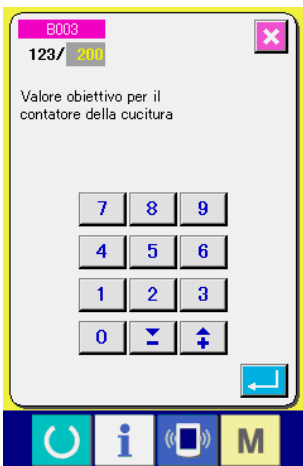 B003
123/ 200
Valore obiettivo per il
contatore della cucitura
7 8 9
4 5 6
1 2 3
0
i M